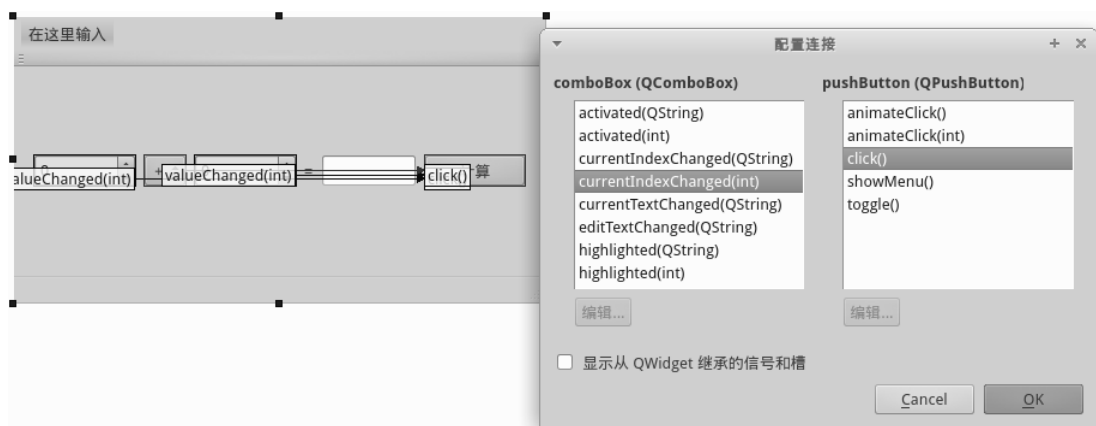 在这里输入
alueChanged(int)
+
valueChanged(int)
=
click()
算
配置连接
comboBox (QComboBox)
activated(QString)
activated(int)
currentIndexChanged(QString)
currentIndexChanged(int)
currentTextChanged(QString)
editTextChanged(QString)
highlighted(QString)
highlighted(int)
编辑...
pushButton (QPushButton)
animateClick()
animateClick(int)
click()
showMenu()
toggle()
编辑...
显示从 QWidget 继承的信号和槽
Cancel
OK